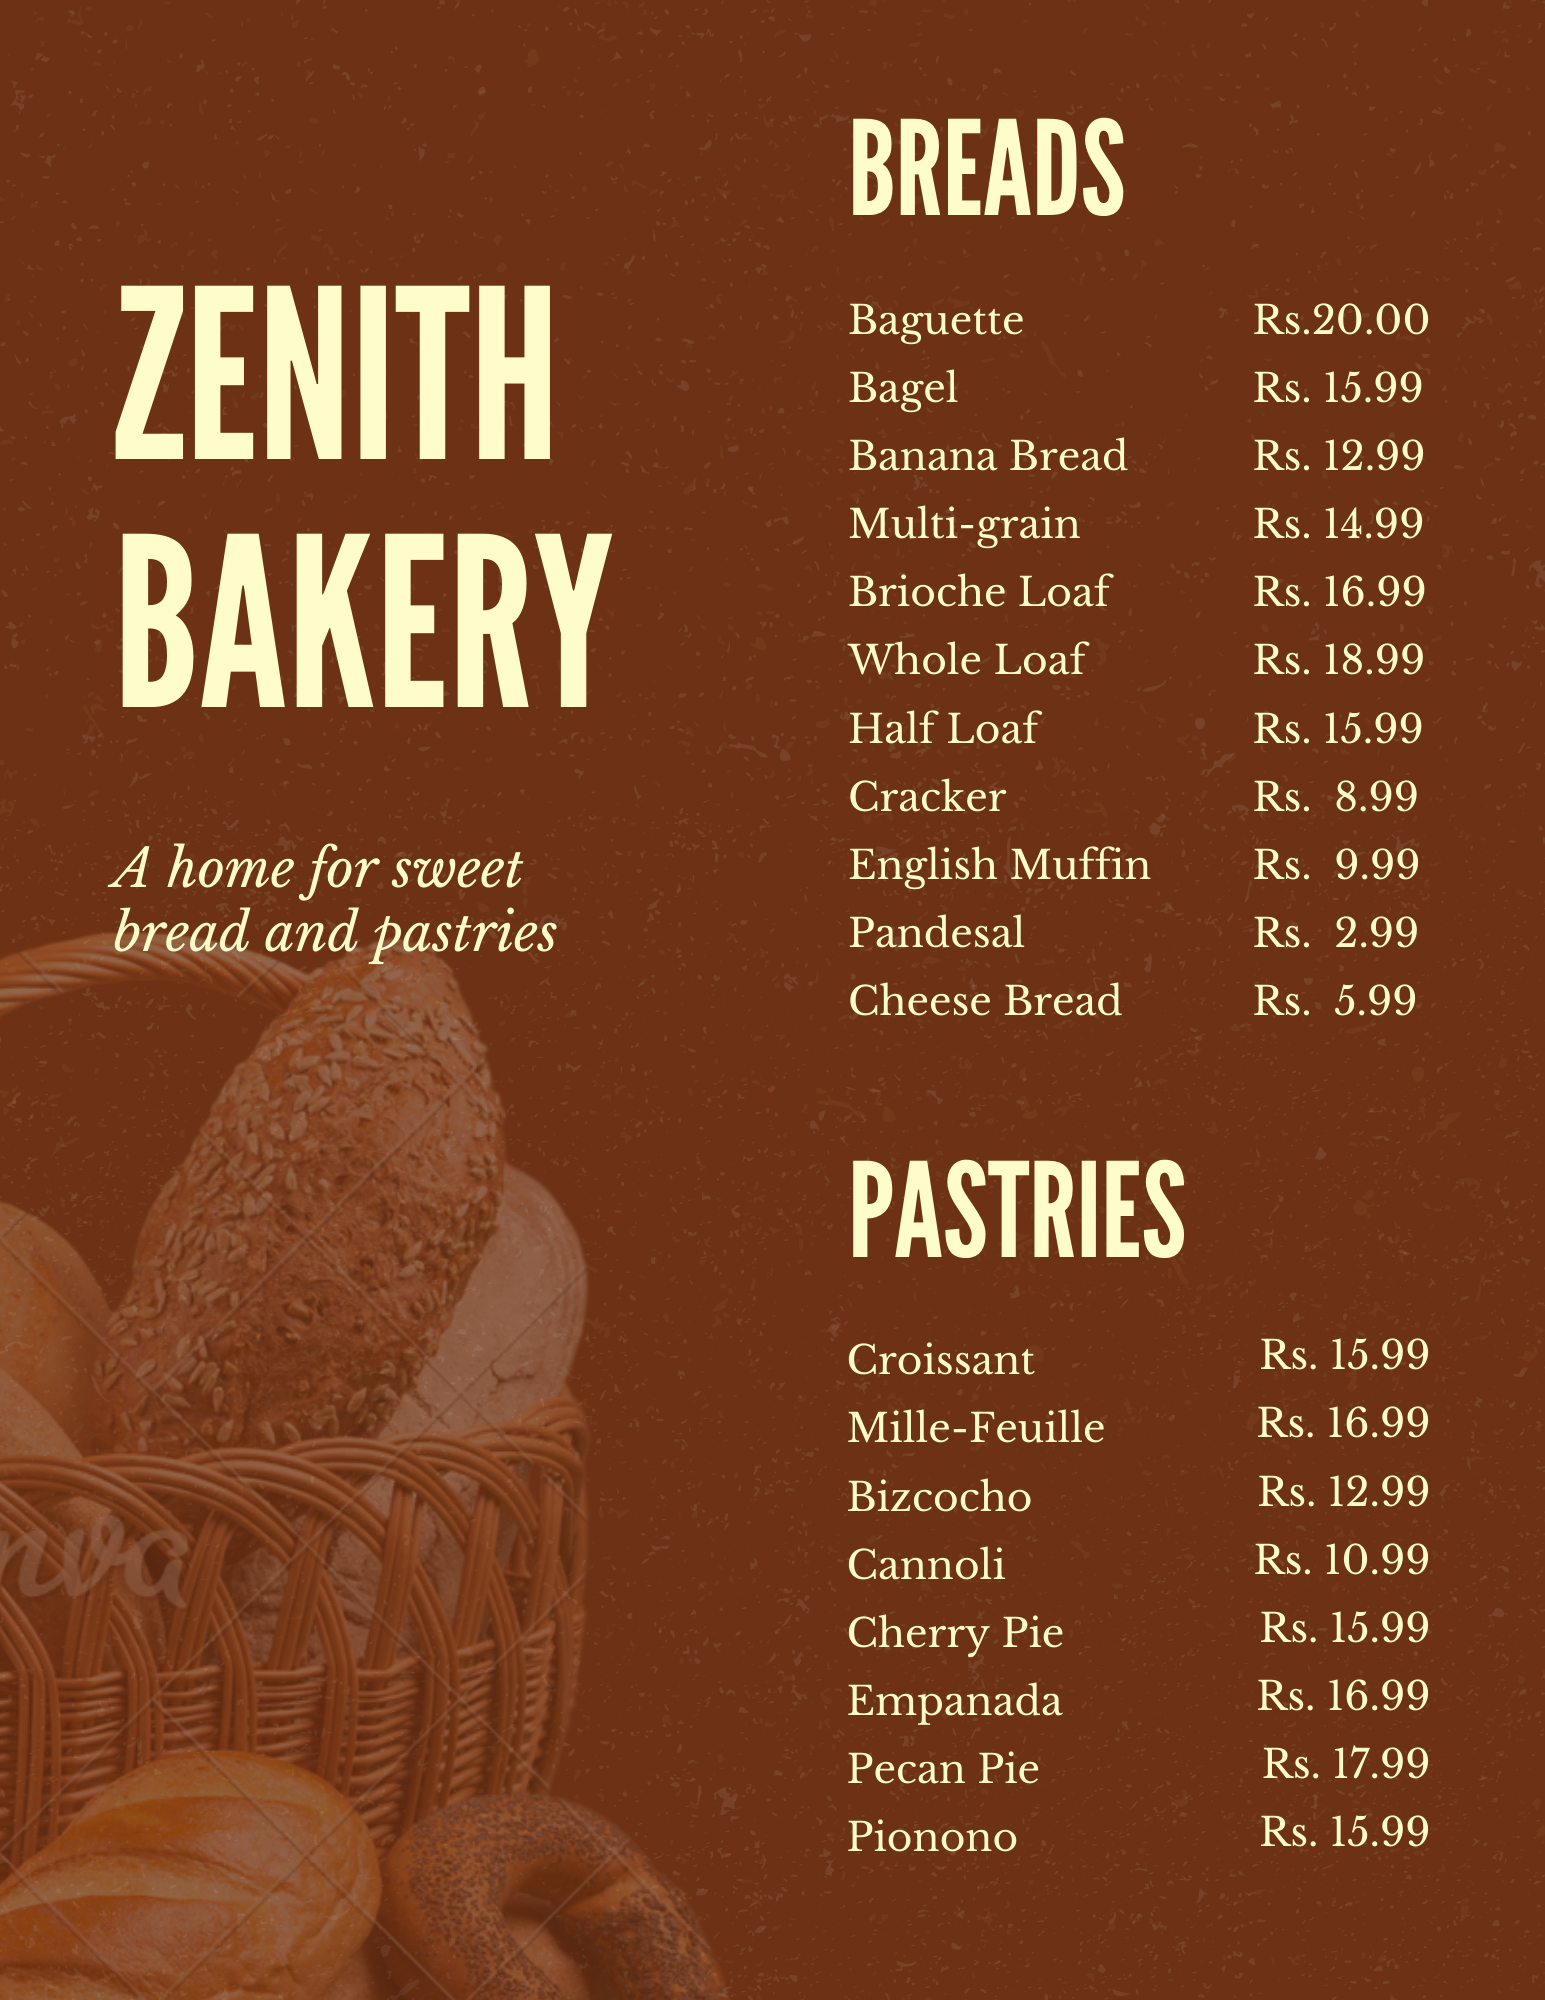 ZENITH
BAKERY
A home for sweet
bread and pastries
BREADS
Baguette Rs.20.00
Bagel Rs. 15.99
Banana Bread Rs. 12.99
Multi-grain Rs. 14.99
Brioche Loaf Rs. 16.99
Whole Loaf Rs. 18.99
Half Loaf Rs. 15.99
Cracker Rs. 8.99
English Muffin Rs. 9.99
Pandesal Rs. 2.99
Cheese Bread Rs. 5.99
PASTRIES
Croissant Rs. 15.99
Mille-Feuille Rs. 16.99
Bizcocho Rs. 12.99
Cannoli Rs. 10.99
Cherry Pie Rs. 15.99
Empanada Rs. 16.99
Pecan Pie Rs. 17.99
Pionono Rs. 15.99